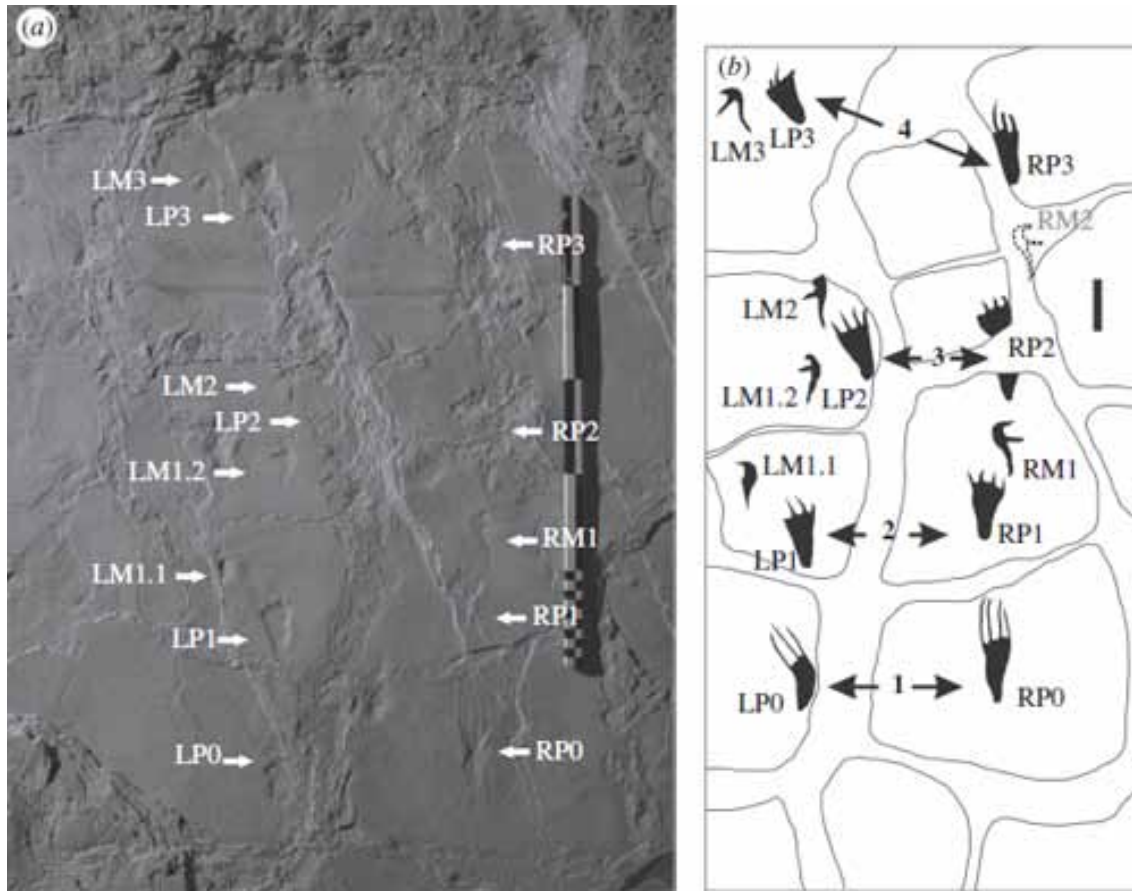 (a)
LM3
LP3
RP3
LM2
LP2
RP2
LM1.2
RM1
LM1.1
RP1
LP1
LP0
RP0
(b)
4
LM3
LP3
RP3
RM2
LM2
3
RP2
LM1.2
LP2
LM1.1
RM1
2
LP1
RP1
1
LP0
RP0